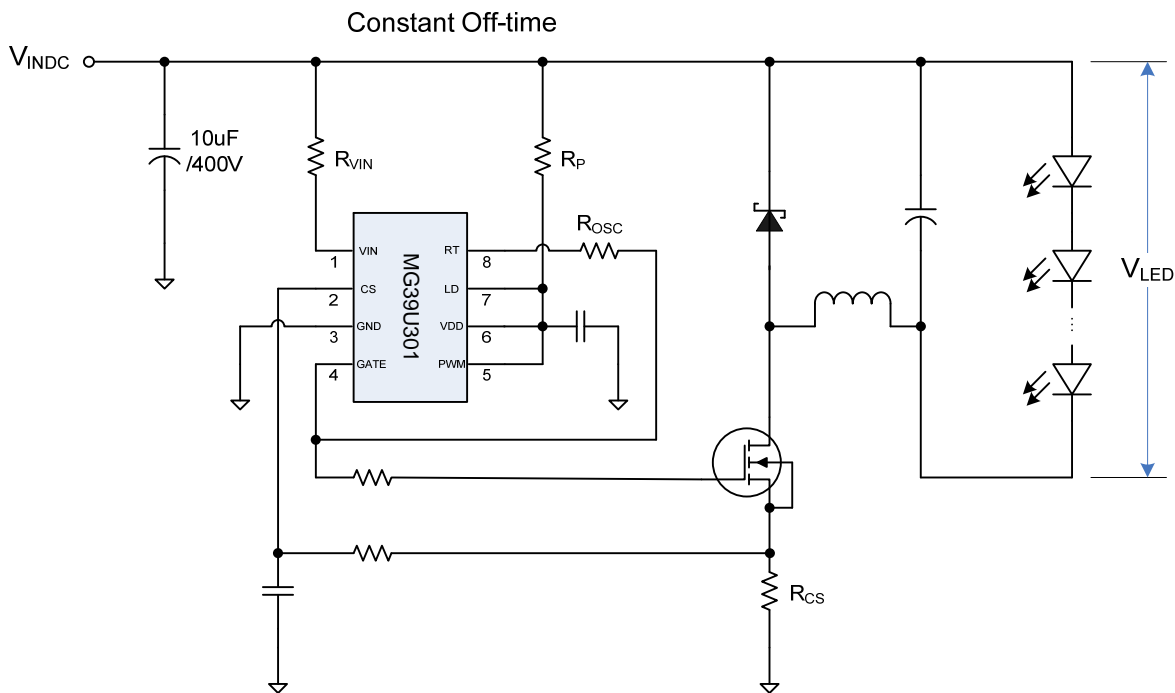 Constant Off-time
VINDC
10uF
/400V
RVIN
RP
ROSC
VIN
RT
1
8
CS
LD
2
7
GND
VDD
3
6
GATE
PWM
4
5
MG39U301
VLED
RCS